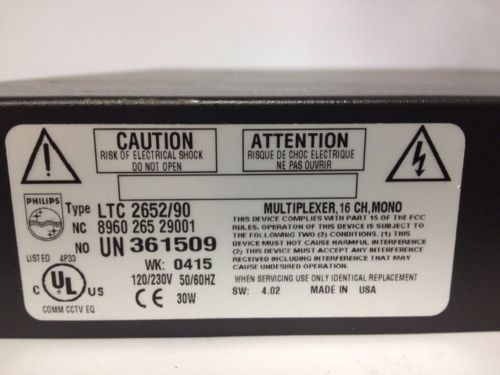 CAUTION
RISK OF ELECTRICAL SHOCK
DO NOT OPEN
ATTENTION
RISQUE DE CHOC ELECTRIQUE
NE PAS OUVRIR
PHILIPS
Type LTC 2652/90
NC 8960 265 29001
NO UN 361509
WK: 0415
120/230V 50/60HZ
30W
LISTED 4P33
C UL US
COMM CCTV EQ
CE
MULTIPLEXER,16 CH,MONO
THIS DEVICE COMPLIES WITH PART 15 OF THE FCC
RULES. OPERATON OF THIS DEVICE IS SUBJECT TO
THE FOLLOWING TWO (2) CONDITIONS. (1) THIS
DEVICE MUST NOT CAUSE HARMFUL INTERFERENCE
(2) THIS DEVICE MUST ACCEPT ANY INTERFERENCE
RECEIVED INCLUDING INTERFERENCE THAT MAY
CAUSE UNDESIRED OPERATION.
WHEN SERVICING USE ONLY IDENTICAL REPLACEMENT
SW: 4.02 MADE IN USA